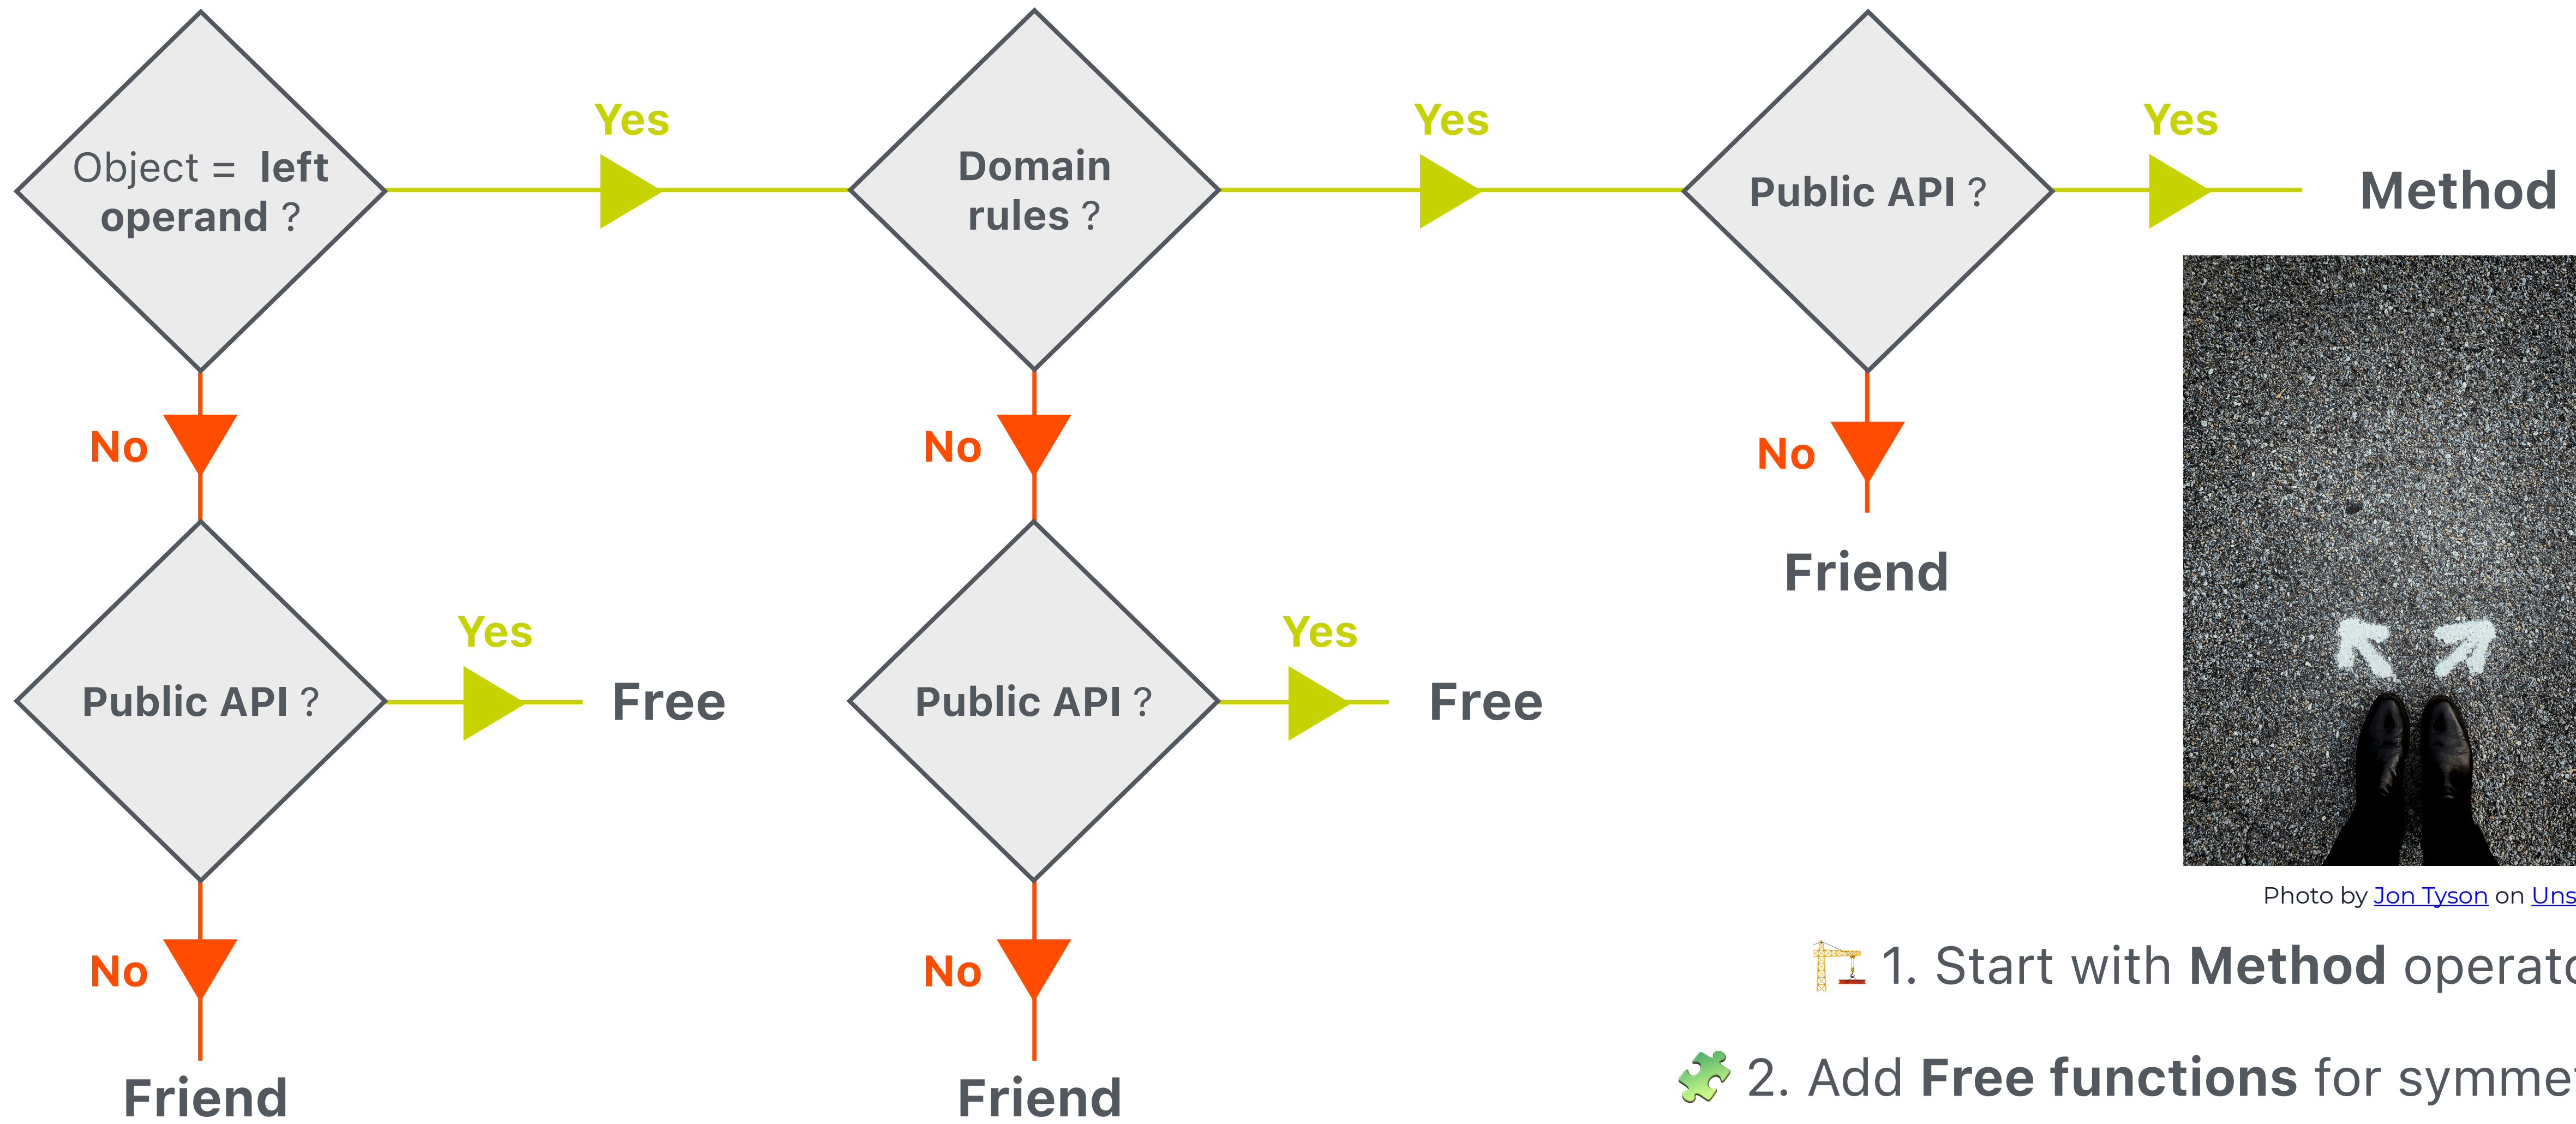 Object = left
operand ?
Yes
Domain
rules ?
Yes
Public API ?
Yes
Method
No
No
No
Friend
Public API ?
Yes
Free
Public API ?
Yes
Free
No
Friend
No
Friend
Photo by Jon Tyson on
1. Start with Method
2. Add Free functions for